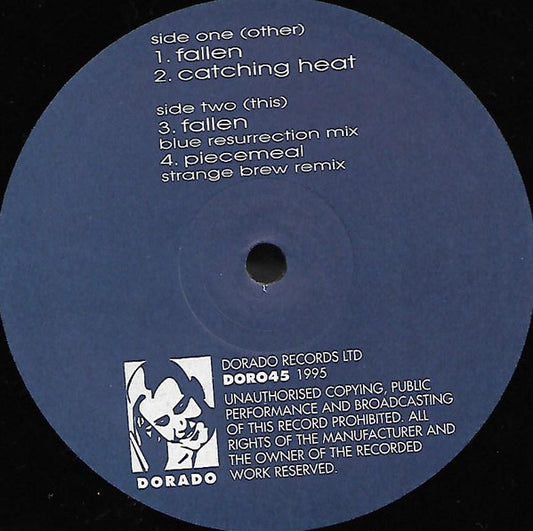 side one (other)
1. fallen
2. catching heat
side two (this)
3. fallen
blue resurrection mix
4. piecemeal
strange brew remix
DORADO RECORDS LTD
DORO45 1995
UNAUTHORISED COPYING, PUBLIC
PERFORMANCE AND BROADCASTING
OF THIS RECORD PROHIBITED. ALL
RIGHTS OF THE MANUFACTURER AND
THE OWNER OF THE RECORDED
WORK RESERVED.
DORADO